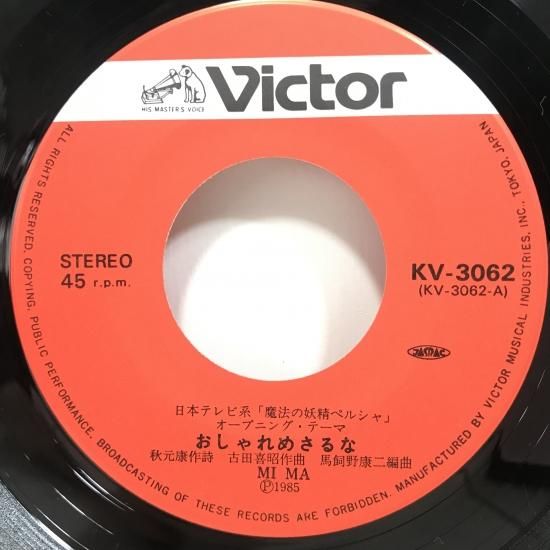 HIS MASTER'S VOICE
Victor
STEREO
45 r.p.m.
KV-3062
(KV-3062-A)
JASRAC
日本テレビ系「魔法の妖精ペルシャ」
オープニング・テーマ
おしゃれめさるな
秋元康作詩 古田喜昭作曲 馬飼野康二編曲
MI MA
Ⓟ1985
ALL RIGHTS RESERVED. COPYING, PUBLIC PERFORMANCE. BROADCASTING OF THESE RECORDS ARE FORBIDDEN. MANUFACTURED BY VICTOR MUSICAL INDUSTRIES, INC., TOKYO, JAPAN